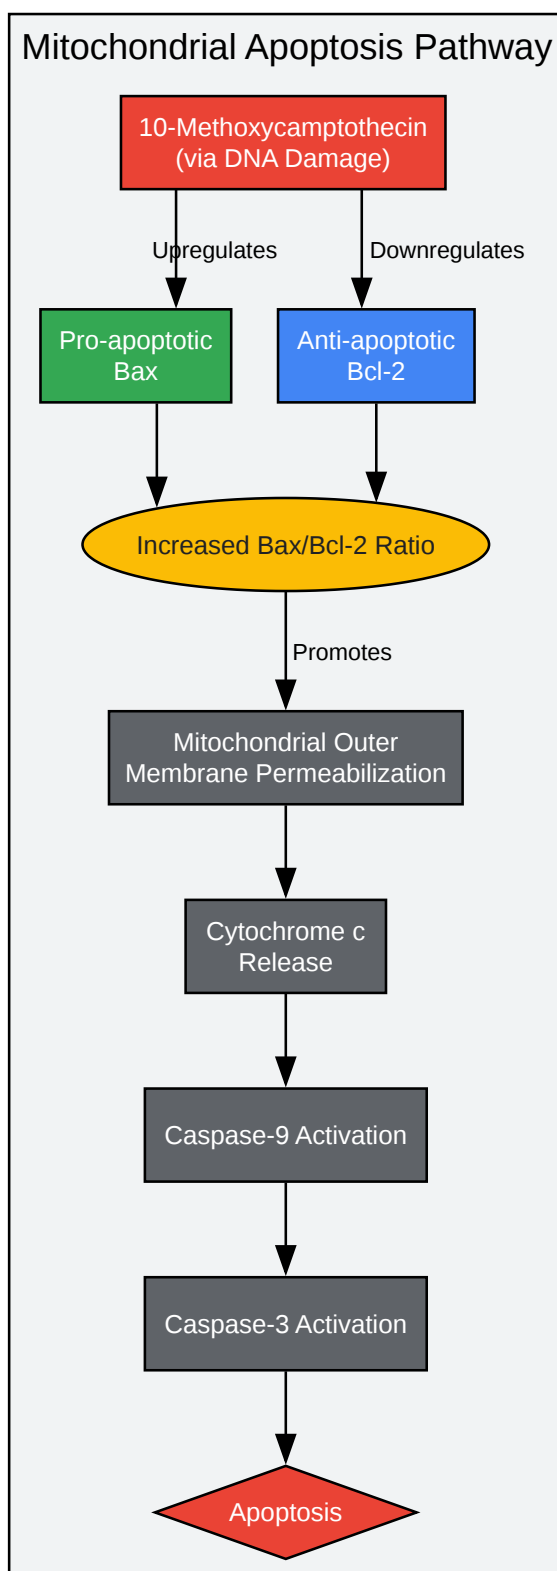 Mitochondrial Apoptosis Pathway
10-Methoxycamptothecin
(via DNA Damage)
Upregulates
Downregulates
Pro-apoptotic
Bax
Anti-apoptotic
Bcl-2
Increased Bax/Bcl-2 Ratio
Promotes
Mitochondrial Outer
Membrane Permeabilization
Cytochrome c
Release
Caspase-9 Activation
Caspase-3 Activation
Apoptosis